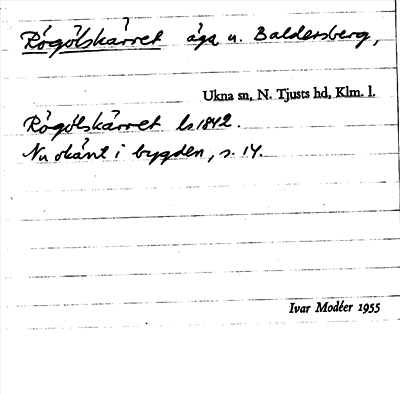 Rögölskärret äga u. Baldersberg,
Ukna sn, N. Tjusts hd, Klm. l.
Rögölskärret ls 1842.
Nu okänt i bygden, s. 14.
Ivar Modéer 1955